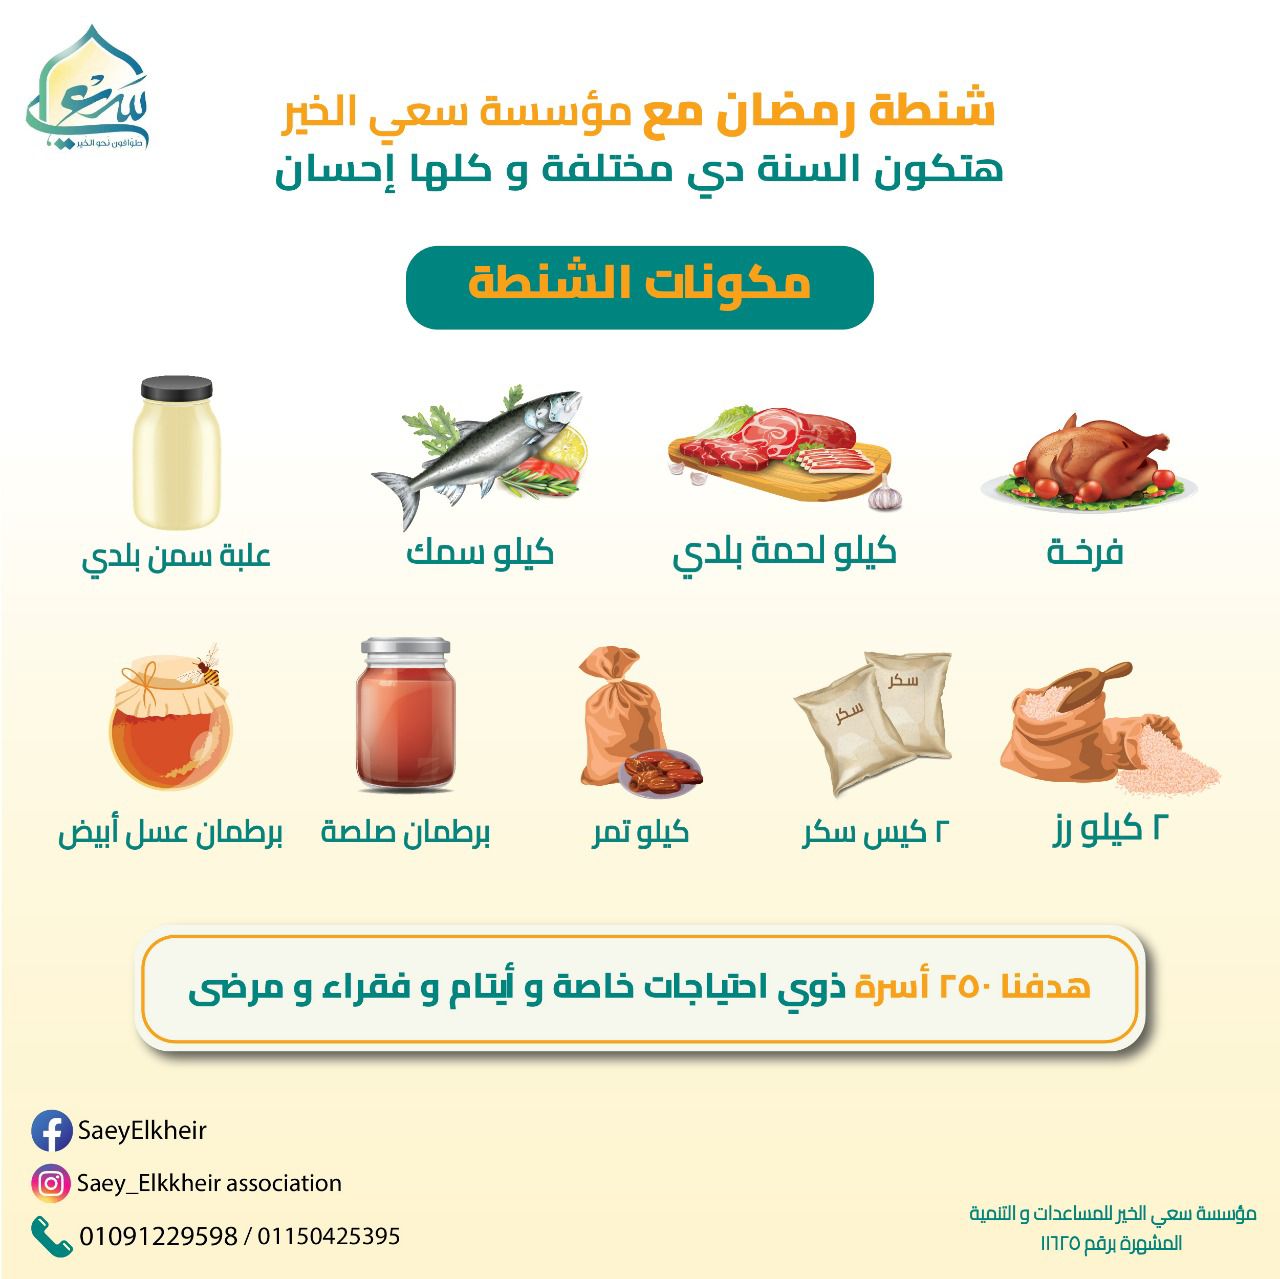 سعي
طوافون نحو الخير
شنطة رمضان مع مؤسسة سعي الخير
هتكون السنة دي مختلفة و كلها إحسان
مكونات الشنطة
فرخـة
كيلو لحمة بلدي
كيلو سمك
علبة سمن بلدي
سكر
سكر
٢ كيلو رز
٢ كيس سكر
كيلو تمر
برطمان صلصة
برطمان عسل أبيض
هدفنا ٢٥٠ أسرة ذوي احتياجات خاصة و أيتام و فقراء و مرضى
SaeyElkheir
Saey_Elkkheir association
01091229598 / 01150425395
مؤسسة سعي الخير للمساعدات و التنمية
المشهرة برقم ١١٦٢٥